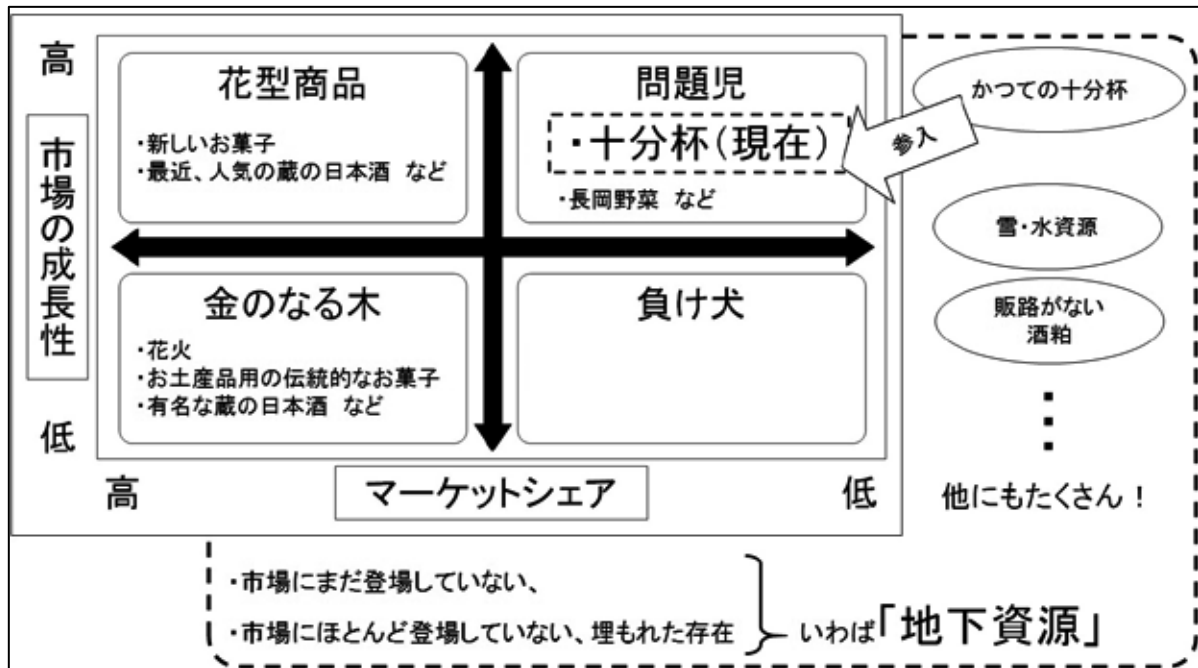 高
市場の成長性
低
花型商品
・新しいお菓子
・最近、人気の蔵の日本酒 など
問題児
・十分杯(現在)
・長岡野菜 など
金のなる木
・花火
・お土産品用の伝統的なお菓子
・有名な蔵の日本酒 など
負け犬
高
マーケットシェア
低
かつての十分杯
参入
雪・水資源
販路がない
酒粕
他にもたくさん！
・市場にまだ登場していない、
・市場にほとんど登場していない、埋もれた存在
いわば「地下資源」